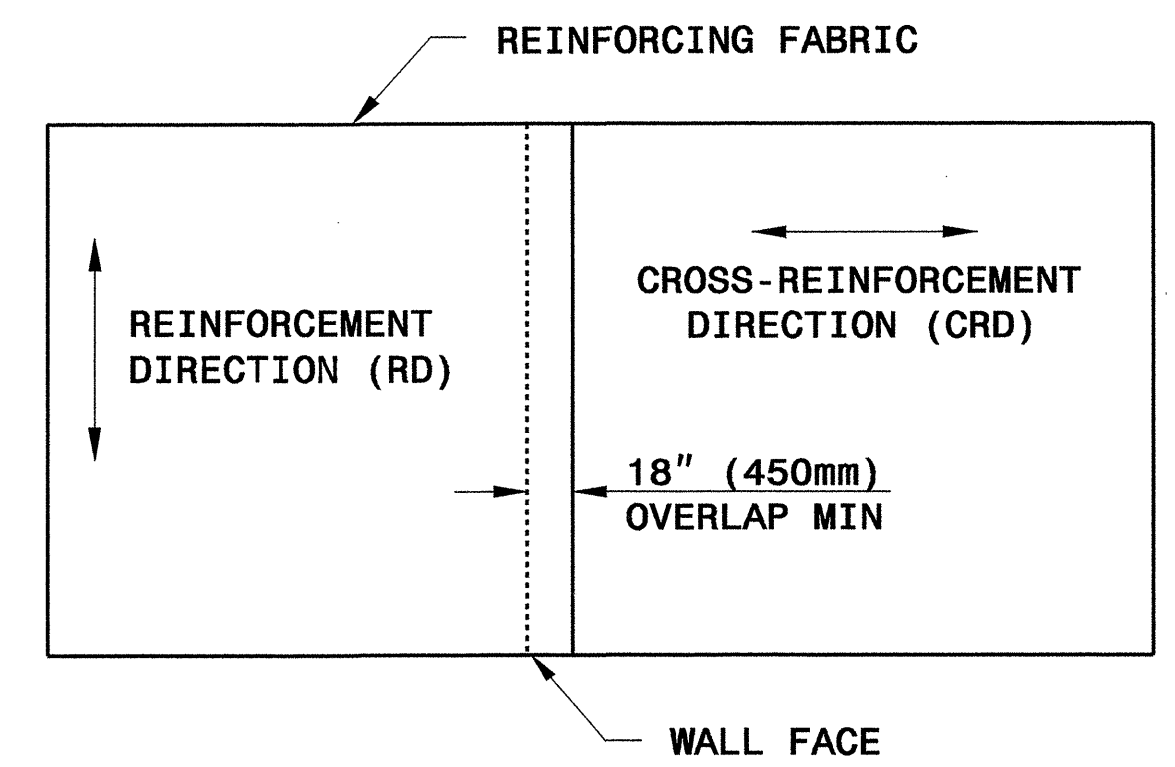 REINFORCING FABRIC
REINFORCEMENT
DIRECTION (RD)
CROSS-REINFORCEMENT
DIRECTION (CRD)
18" (450mm)
OVERLAP MIN
WALL FACE